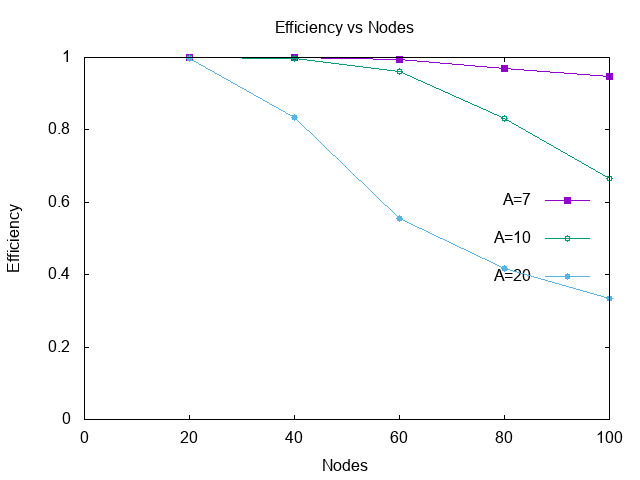 Efficiency vs Nodes
1
0.8
0.6
0.4
0.2
0
Efficiency
A=7
A=10
A=20
0 20 40 60 80 100
Nodes